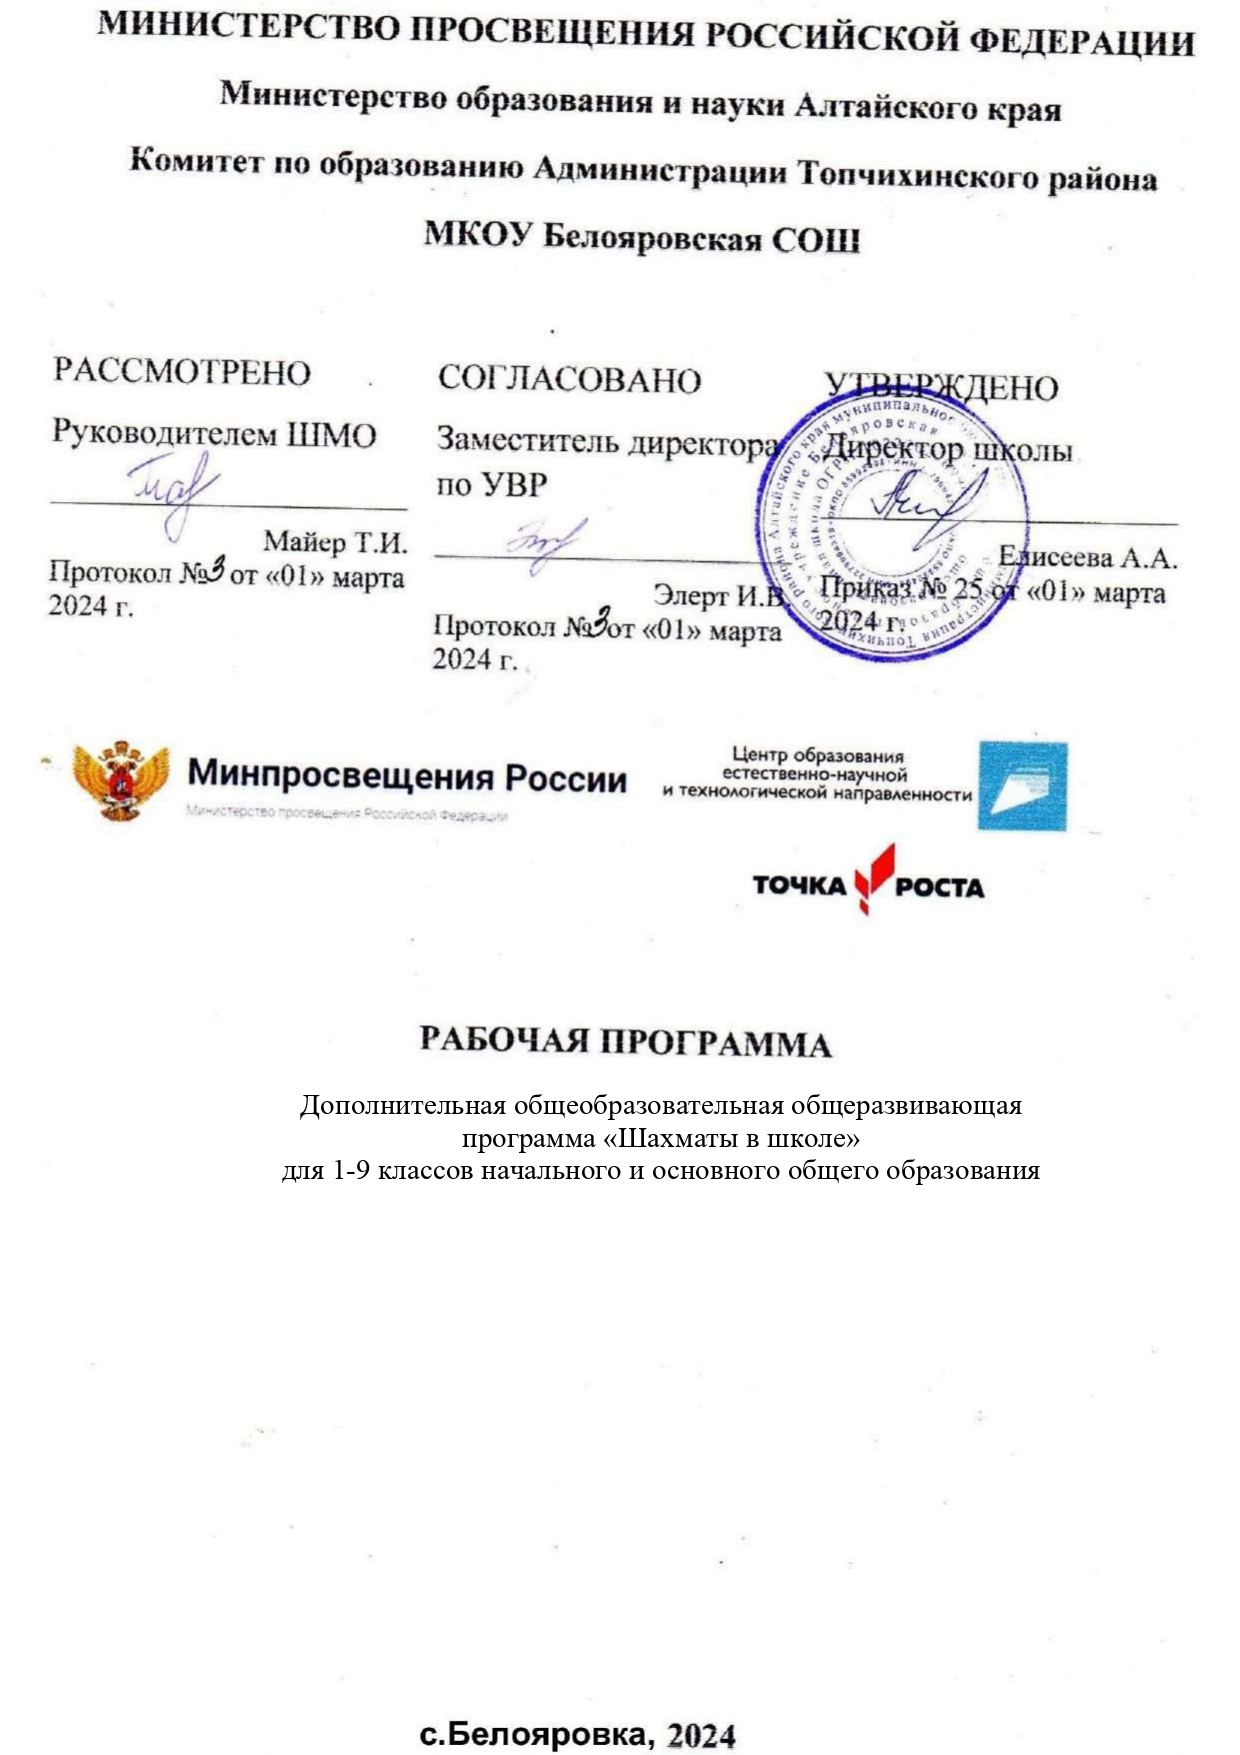 МИНИСТЕРСТВО ПРОСВЕЩЕНИЯ РОССИЙСКОЙ ФЕДЕРАЦИИ
Министерство образования и науки Алтайского края
Комитет по образованию Администрации Топчихинского района
МКОУ Белояровская СОШ
РАССМОТРЕНО
Руководителем ШМО
Майер Т.И.
Протокол №3 от «01» марта
2024 г.
СОГЛАСОВАНО
Заместитель директора
по УВР
Элерт И.В.
Протокол №3от «01» марта
2024 г.
УТВЕРЖДЕНО
Директор школы
Елисеева А.А.
Приказ № 25 от «01» марта
2024 г.
Минпросвещения России
Министерство просвещения Российской Федерации
Центр образования
естественно-научной
и технологической направленности
ТОЧКА РОСТА
РАБОЧАЯ ПРОГРАММА
Дополнительная общеобразовательная общеразвивающая
программа «Шахматы в школе»
для 1-9 классов начального и основного общего образования
с.Белояровка, 2024